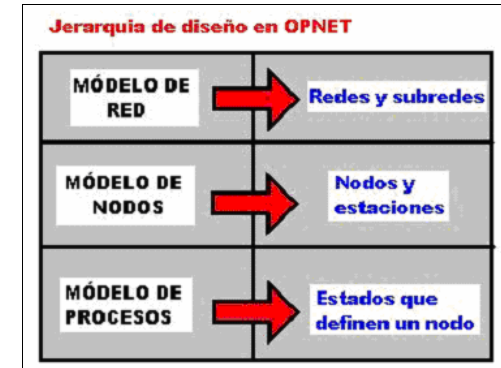 Jerarquia de diseño en OPNET
MÓDELO DE
RED
Redes y subredes
MÓDELO DE
NODOS
Nodos y
estaciones
MÓDELO DE
PROCESOS
Estados que
definen un nodo